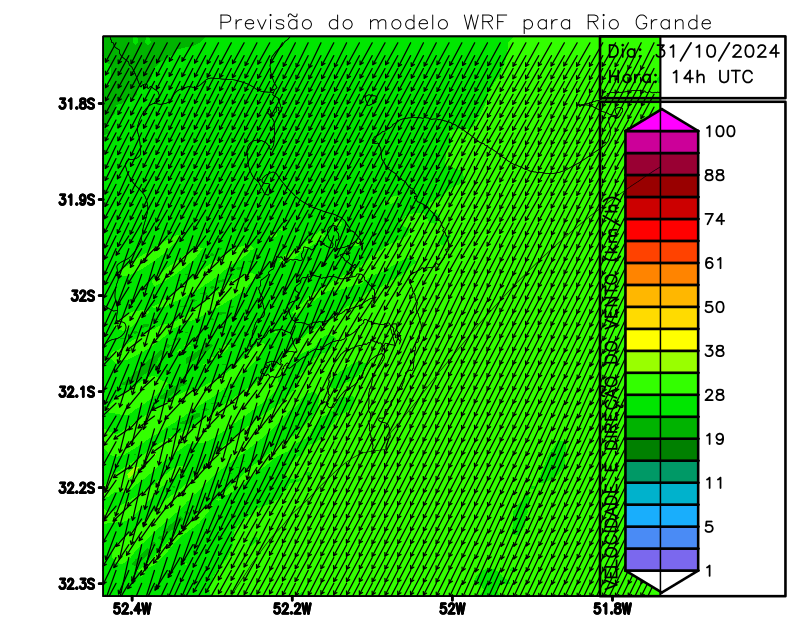 Previsão do modelo WRF para Rio Grande
Dia: 31/10/2024
Hora: 14h UTC
31.8S
31.9S
32S
32.1S
32.2S
32.3S
52.4W
52.2W
52W
51.8W
VELOCIDADE E DIREÇÃO DO VENTO (km/h)
100
88
74
61
50
38
28
19
11
5
1